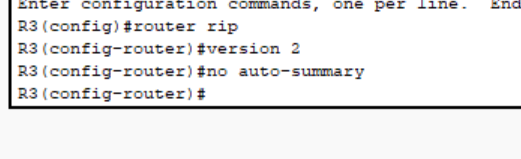 Enter configuration commands, one per line.  End
R3(config)#router rip
R3(config-router)#version 2
R3(config-router)#no auto-summary
R3(config-router)#